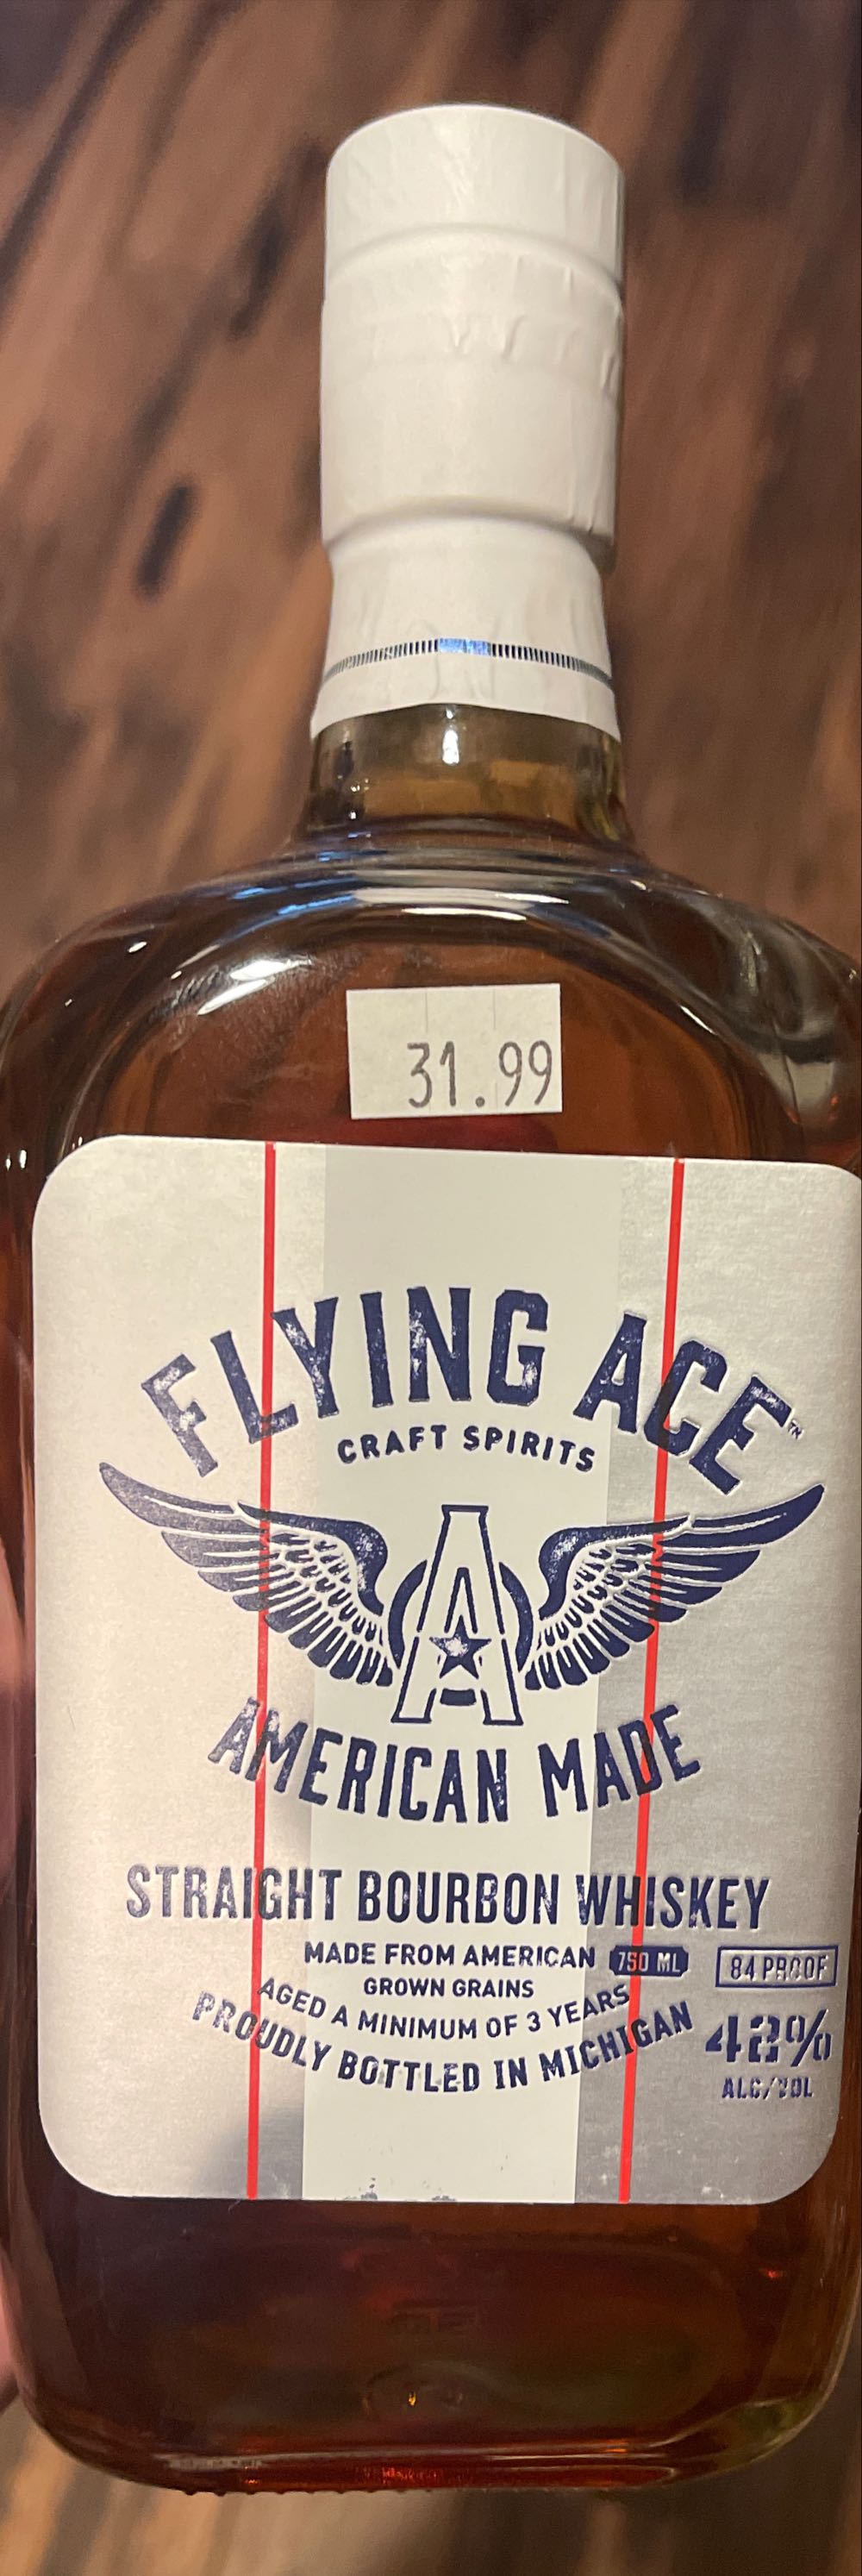 31.99
FLYING ACE™
CRAFT SPIRITS
A
AMERICAN MADE
STRAIGHT BOURBON WHISKEY
MADE FROM AMERICAN
GROWN GRAINS
AGED A MINIMUM OF 3 YEARS
PROUDLY BOTTLED IN MICHIGAN
750 ML
84 PROOF
42%
ALC/VOL